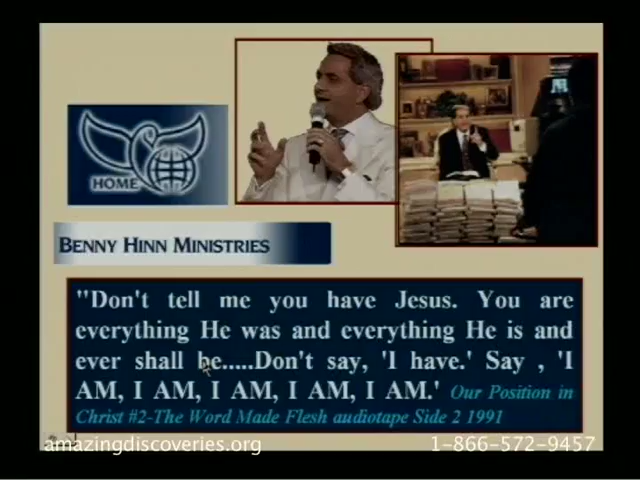 HOME
BENNY HINN MINISTRIES
"Don't tell me you have Jesus. You are
everything He was and everything He is and
ever shall be.....Don't say, 'I have.' Say , 'I
AM, I AM, I AM, I AM, I AM.' Our Position in
Christ #2-The Word Made Flesh audiotape Side 2 1991
amazingdiscoveries.org 1-866-572-9457